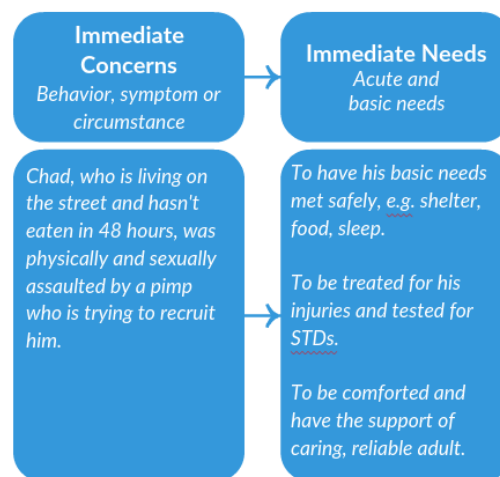 Immediate
Concerns
Behavior, symptom or
circumstance
Immediate Needs
Acute and
basic needs
Chad, who is living on
the street and hasn't
eaten in 48 hours, was
physically and sexually
assaulted by a pimp
who is trying to recruit
him.
To have his basic needs
met safely, e.g. shelter,
food, sleep.
To be treated for his
injuries and tested for
STDs.
To be comforted and
have the support of
caring, reliable adult.